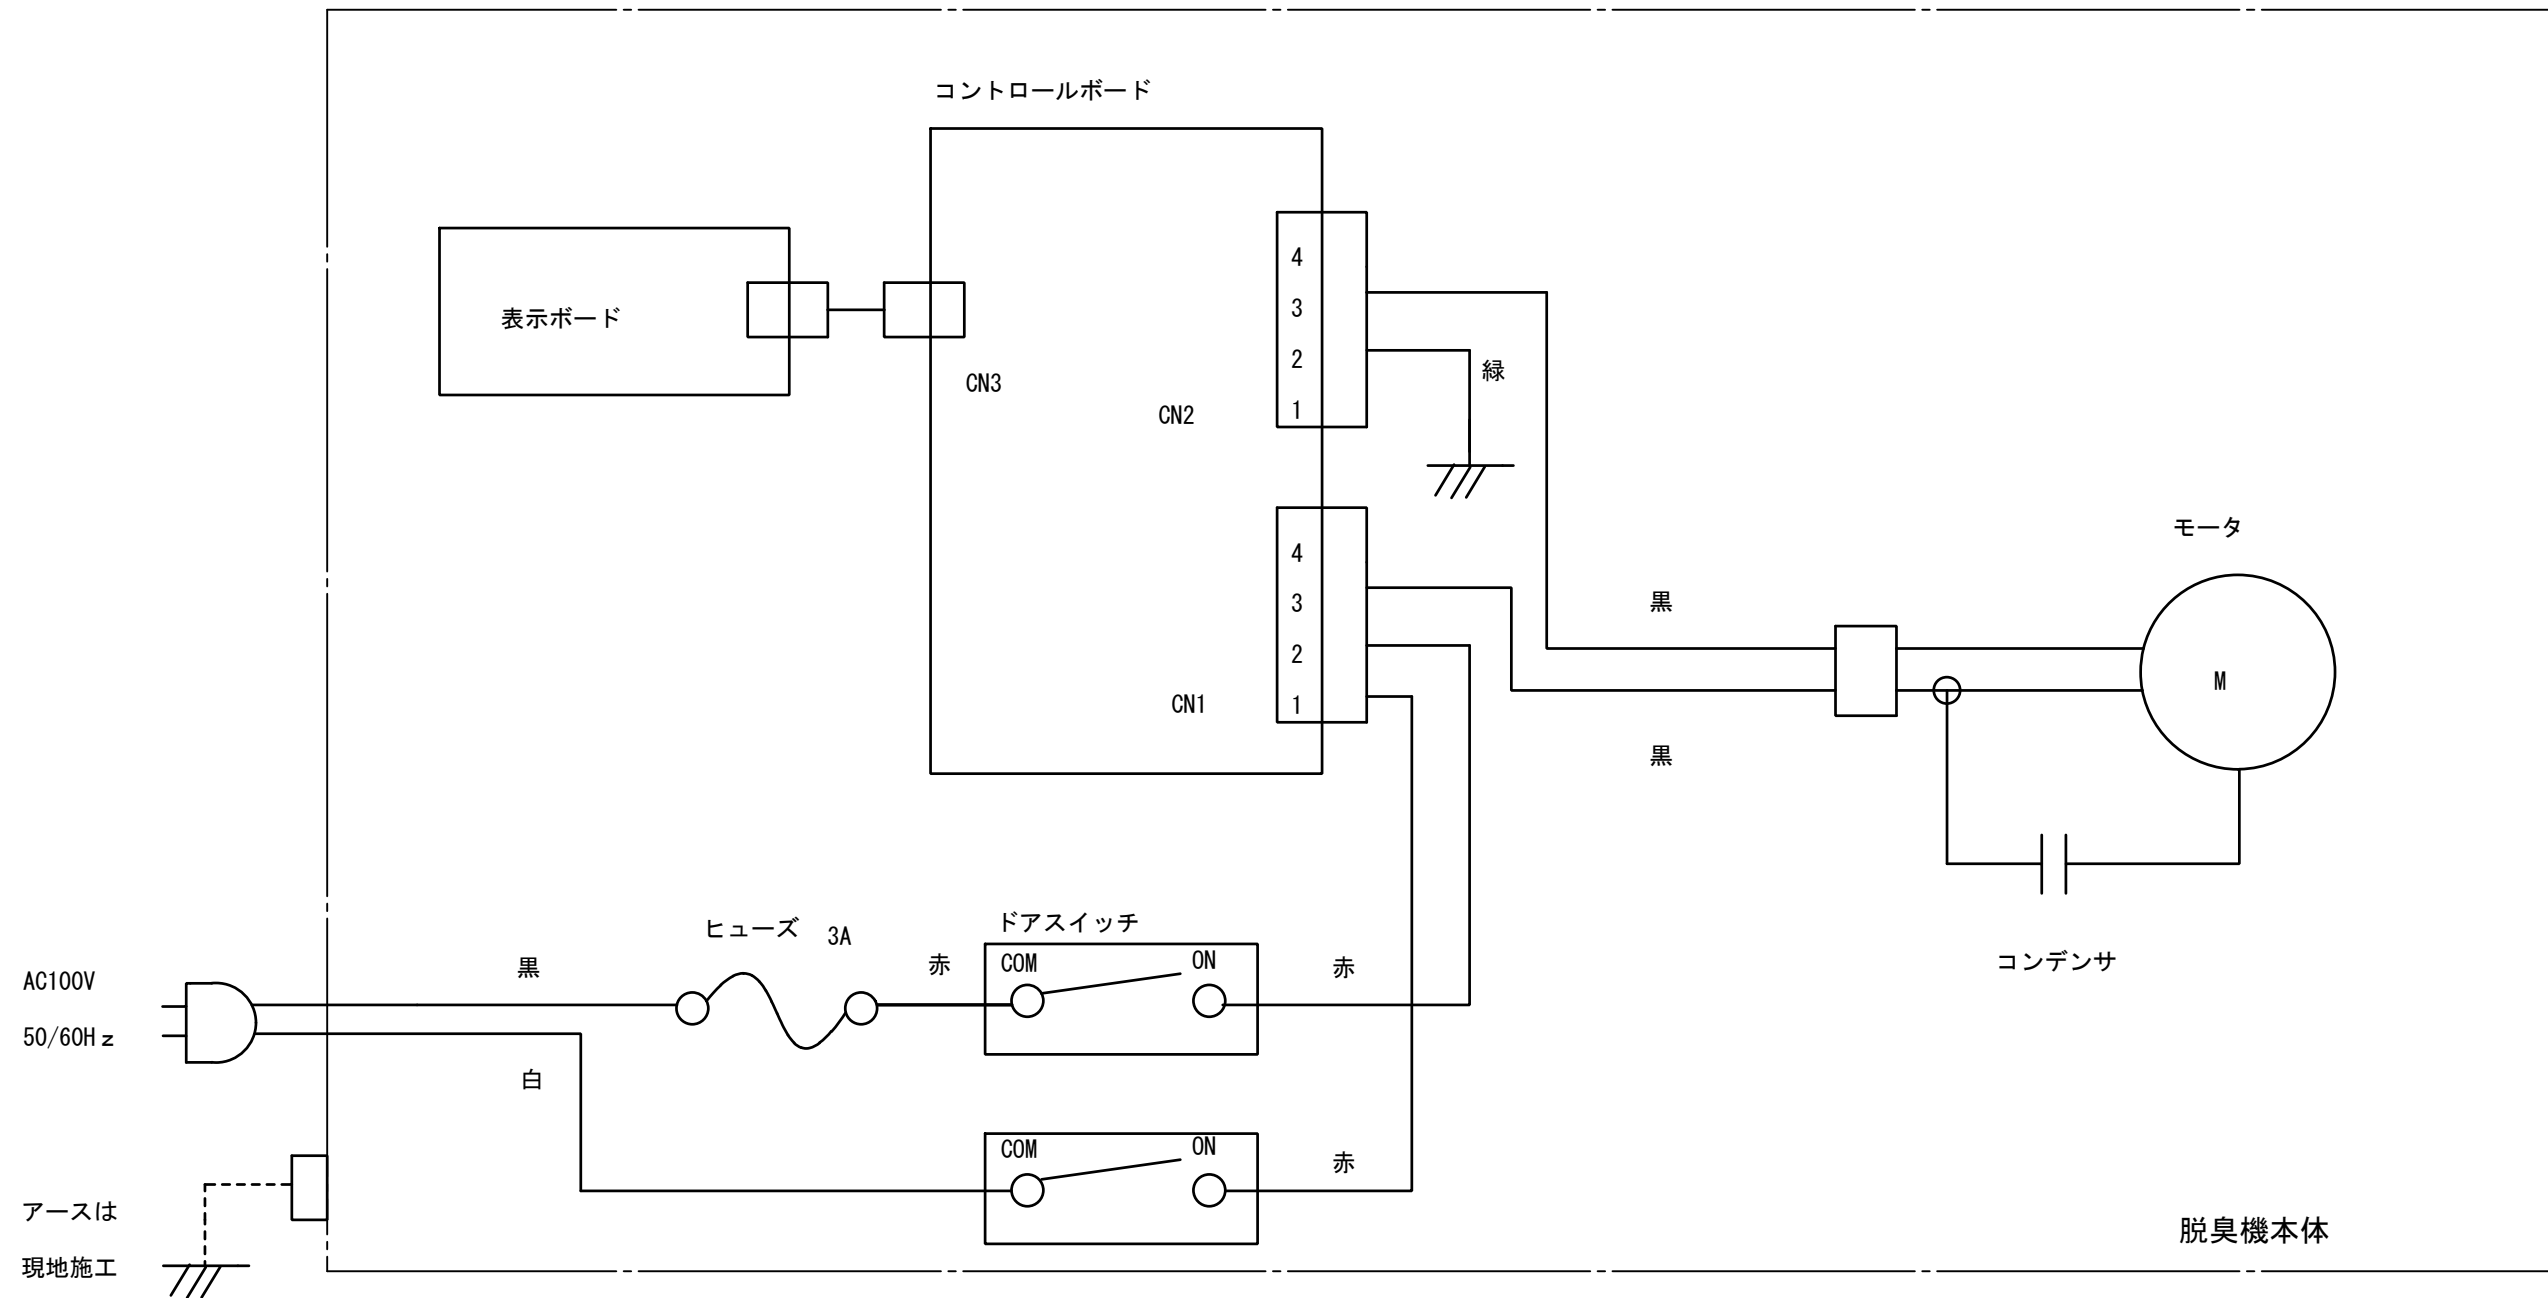 コントロールボード
表示ボード
CN3
CN2
4
3
2
1
緑
CN1
4
3
2
1
黒
黒
モータ
M
コンデンサ
ヒューズ 3A
ドアスイッチ
AC100V
50/60Hz
黒
赤
COM
ON
赤
白
COM
ON
赤
アースは
現地施工
脱臭機本体